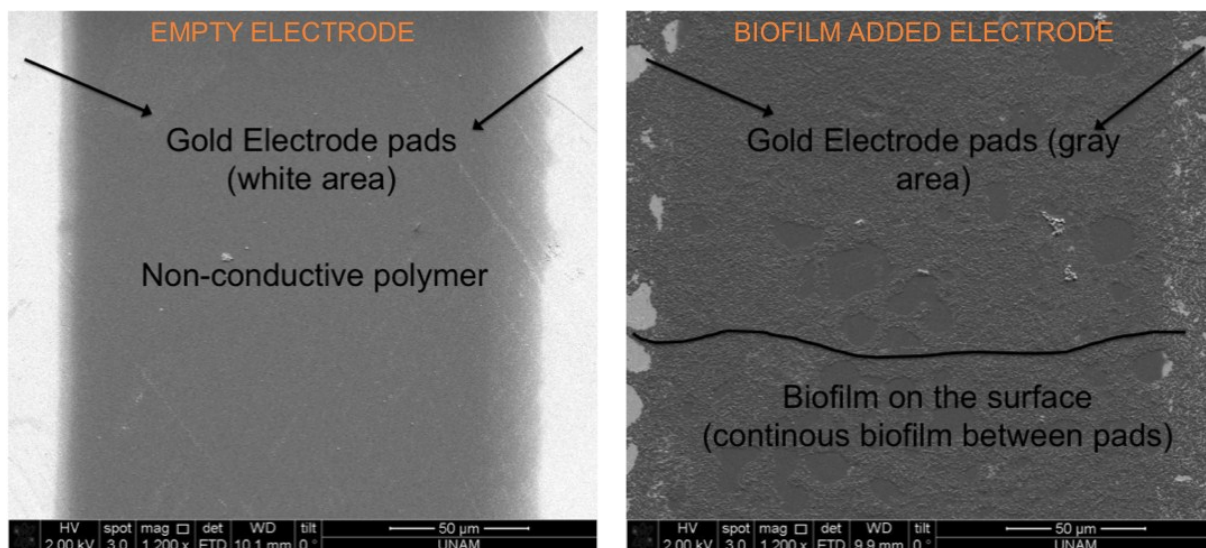 EMPTY ELECTRODE
Gold Electrode pads
(white area)
Non-conductive polymer
HV spot mag □ det WD tilt
2.00 kV 3.0 1,200 x ETD 10.1 mm 0 °
50 µm
UNAM
BIOFILM ADDED ELECTRODE
Gold Electrode pads (gray
area)
Biofilm on the surface
(continous biofilm between pads)
HV spot mag □ det WD tilt
2.00 kV 3.0 1,200 x ETD 9.9 mm 0 °
50 µm
UNAM